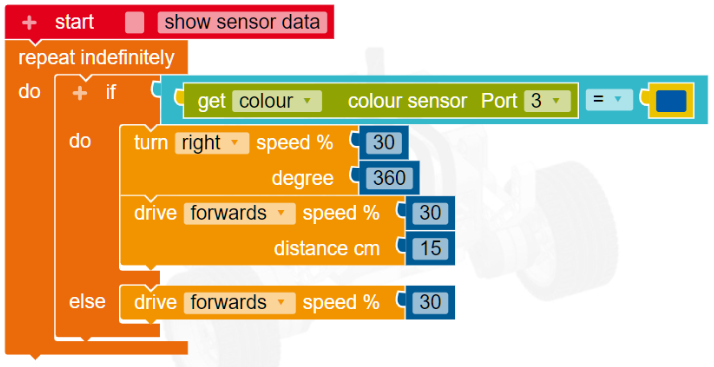 + start show sensor data
repeat indefinitely
do + if get colour colour sensor Port 3 =
do turn right speed % 30
degree 360
drive forwards speed % 30
distance cm 15
else drive forwards speed % 30